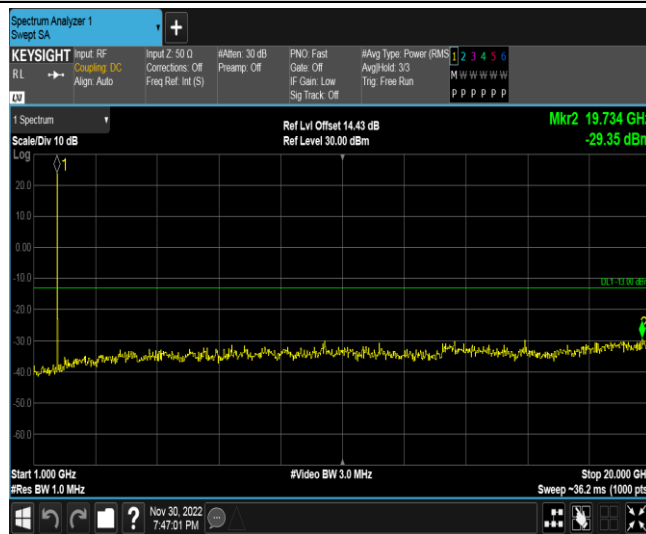 Spectrum Analyzer 1
Swept SA
+
KEYSIGHT
RL
Input: RF
Coupling: DC
Align: Auto
Input Z: 50 Ω
Corrections: Off
Freq Ref: Int (S)
#Atten: 30 dB
Preamp: Off
PNO: Fast
Gate: Off
IF Gain: Low
Sig Track: Off
#Avg Type: Power (RMS
Avg|Hold: 3/3
Trig: Free Run
1 2 3 4 5 6
M W W W W W
P P P P P P
LXI
1 Spectrum
Scale/Div 10 dB
Log
Ref Lvl Offset 14.43 dB
Ref Level 30.00 dBm
Mkr2 19.734 GH
-29.35 dBm
1
20.0
10.0
0.00
-10.0
DL1 -13.00 dBm
-20.0
-30.0
-40.0
-50.0
-60.0
Start 1.000 GHz
#Res BW 1.0 MHz
#Video BW 3.0 MHz
Stop 20.000 GH
Sweep ~36.2 ms (1000 pts
?
Nov 30, 2022
7:47:01 PM